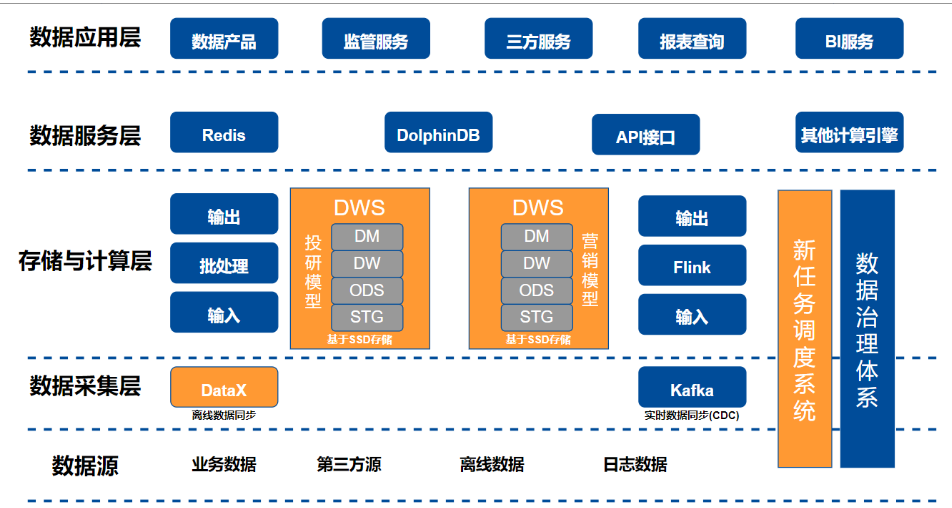 数据应用层
数据产品
监管服务
三方服务
报表查询
BI服务
数据服务层
Redis
DolphinDB
API接口
其他计算引擎
存储与计算层
输出
批处理
输入
DWS
投研模型
DM
DW
ODS
STG
基于SSD存储
DWS
DM
DW
ODS
STG
营销模型
基于SSD存储
输出
Flink
输入
新任务调度系统
数据治理体系
数据采集层
DataX
离线数据同步
Kafka
实时数据同步(CDC)
数据源
业务数据
第三方源
离线数据
日志数据